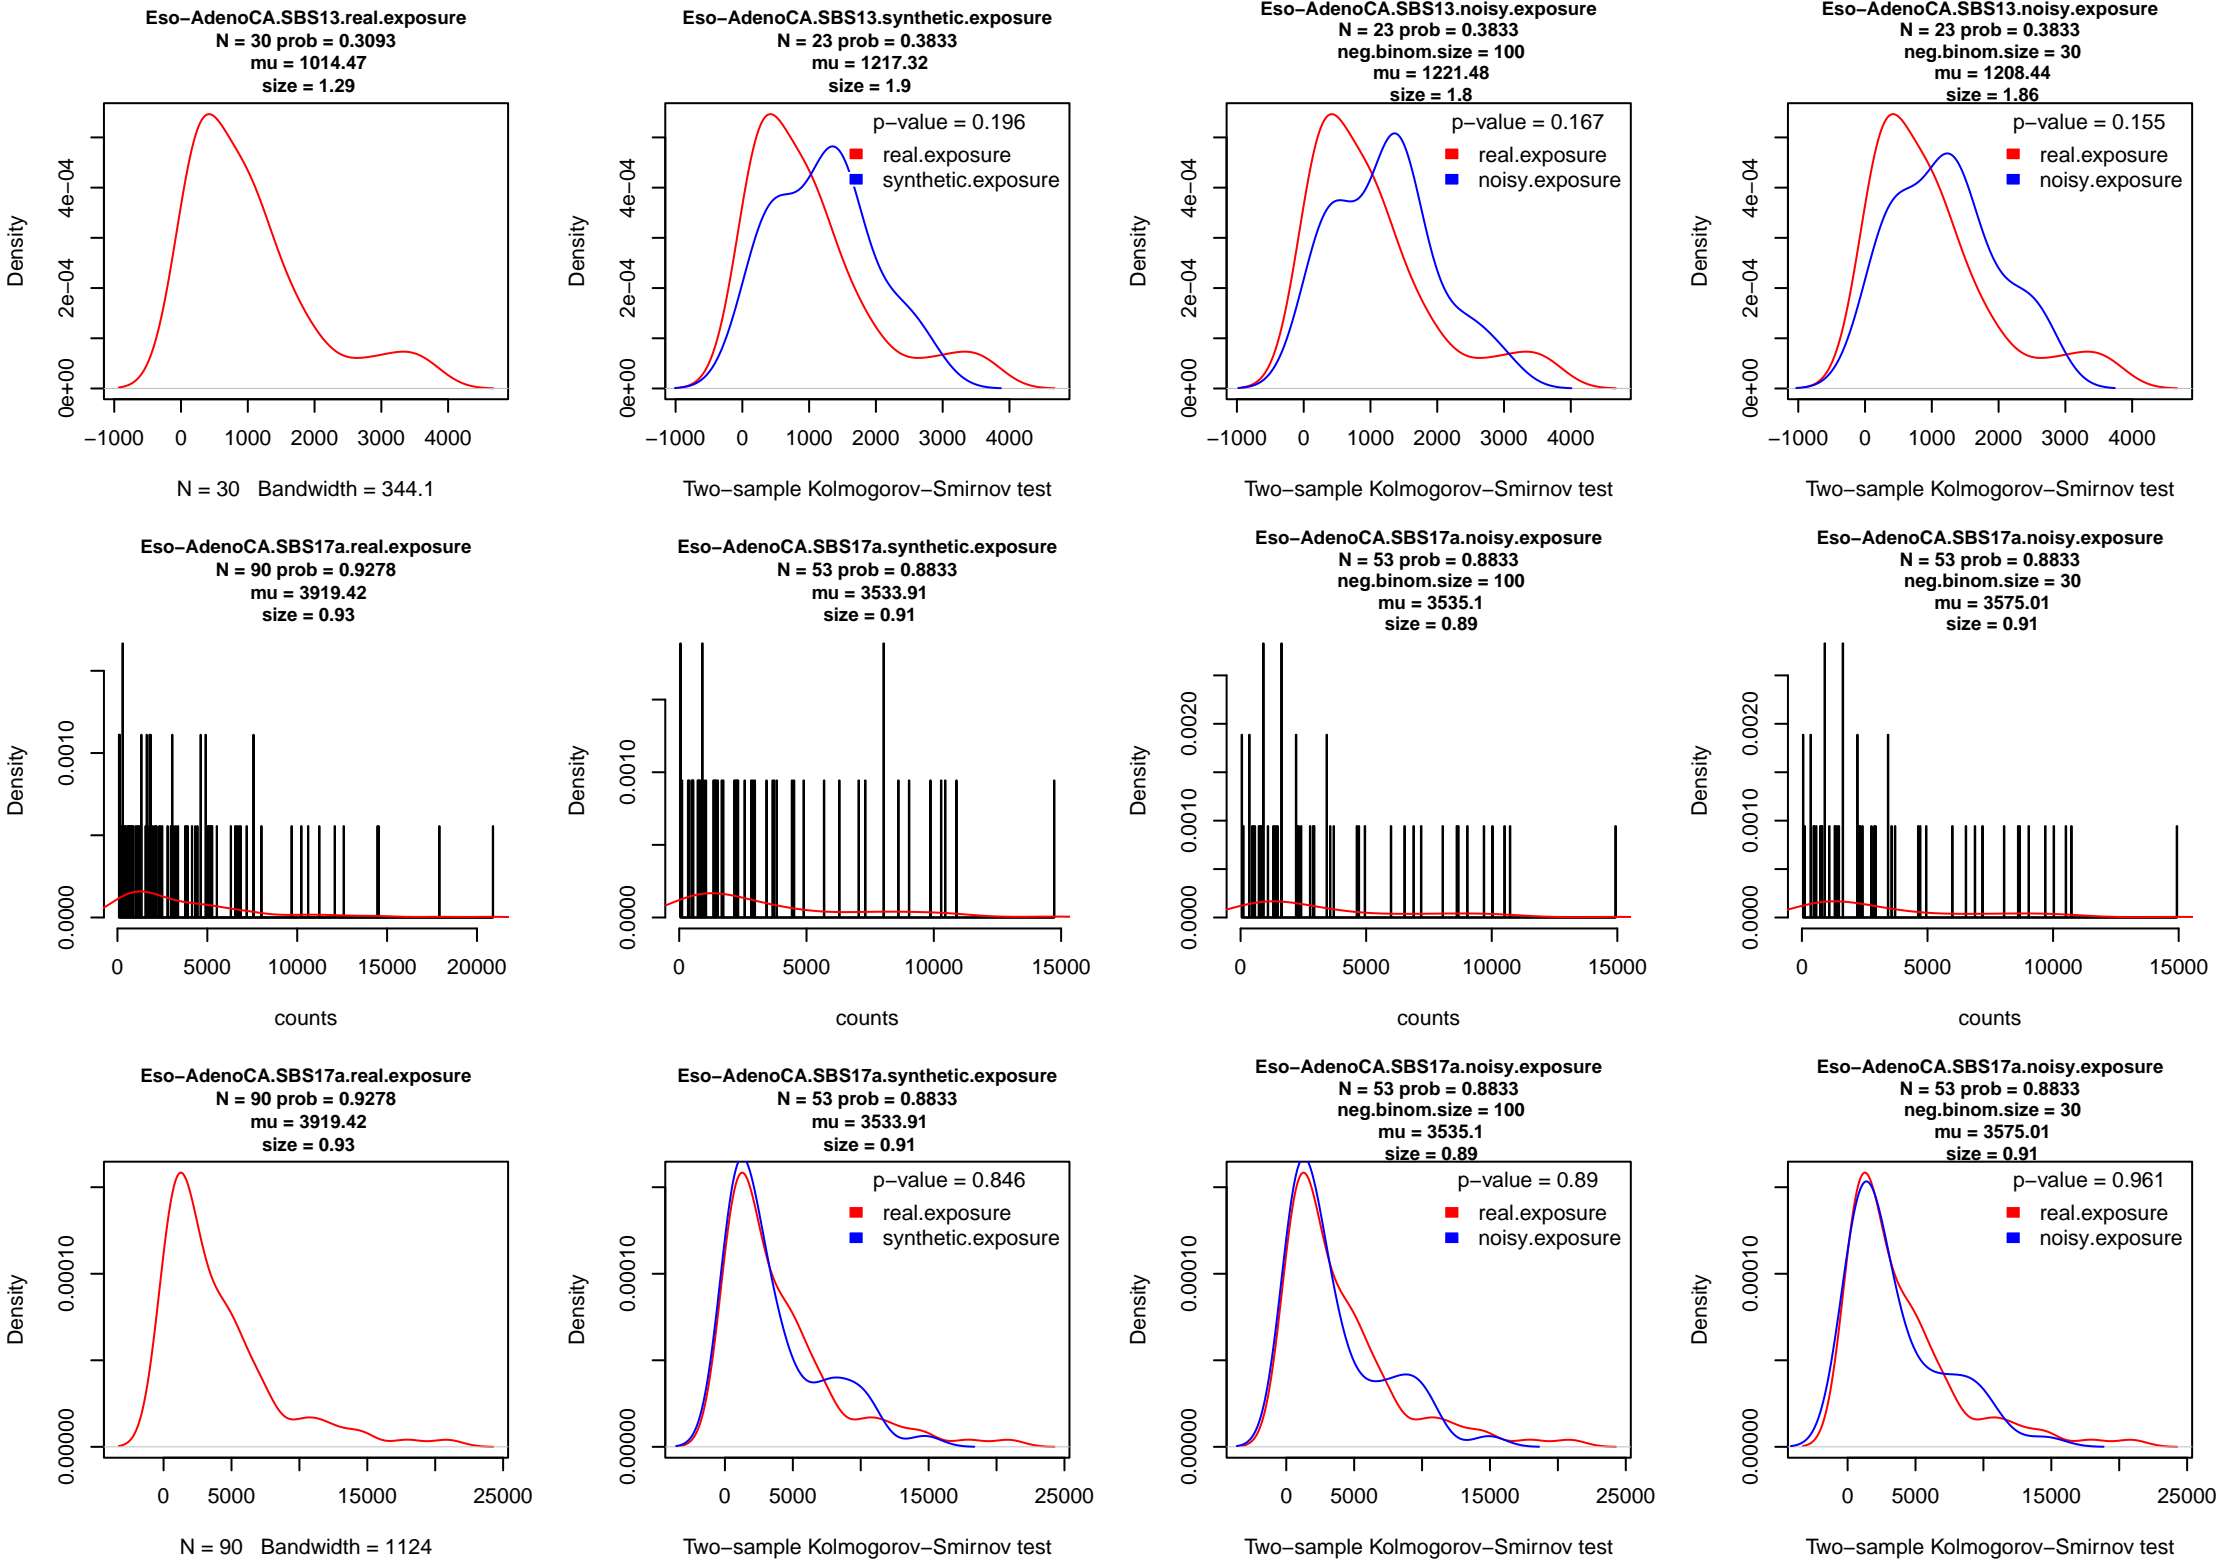 Eso−AdenoCA.SBS13.real.exposure
N = 30 prob = 0.3093
mu = 1014.47
size = 1.29
Density
0e+00 2e−04 4e−04
−1000 0 1000 2000 3000 4000
N = 30 Bandwidth = 344.1
Eso−AdenoCA.SBS13.synthetic.exposure
N = 23 prob = 0.3833
mu = 1217.32
size = 1.9
p−value = 0.196
real.exposure
synthetic.exposure
Density
0e+00 2e−04 4e−04
−1000 0 1000 2000 3000 4000
Two−sample Kolmogorov−Smirnov test
Eso−AdenoCA.SBS13.noisy.exposure
N = 23 prob = 0.3833
neg.binom.size = 100
mu = 1221.48
size = 1.8
p−value = 0.167
real.exposure
noisy.exposure
Density
0e+00 2e−04 4e−04
−1000 0 1000 2000 3000 4000
Two−sample Kolmogorov−Smirnov test
Eso−AdenoCA.SBS13.noisy.exposure
N = 23 prob = 0.3833
neg.binom.size = 30
mu = 1208.44
size = 1.86
p−value = 0.155
real.exposure
noisy.exposure
Density
0e+00 2e−04 4e−04
−1000 0 1000 2000 3000 4000
Two−sample Kolmogorov−Smirnov test
Eso−AdenoCA.SBS17a.real.exposure
N = 90 prob = 0.9278
mu = 3919.42
size = 0.93
Density
0.0000 0.0010
0 5000 10000 15000 20000
counts
Eso−AdenoCA.SBS17a.synthetic.exposure
N = 53 prob = 0.8833
mu = 3533.91
size = 0.91
Density
0.0000 0.0010
0 5000 10000 15000
counts
Eso−AdenoCA.SBS17a.noisy.exposure
N = 53 prob = 0.8833
neg.binom.size = 100
mu = 3535.1
size = 0.89
Density
0.0000 0.0010 0.0020
0 5000 10000 15000
counts
Eso−AdenoCA.SBS17a.noisy.exposure
N = 53 prob = 0.8833
neg.binom.size = 30
mu = 3575.01
size = 0.91
Density
0.0000 0.0010 0.0020
0 5000 10000 15000
counts
Eso−AdenoCA.SBS17a.real.exposure
N = 90 prob = 0.9278
mu = 3919.42
size = 0.93
Density
0.00000 0.00010
0 5000 15000 25000
N = 90 Bandwidth = 1124
Eso−AdenoCA.SBS17a.synthetic.exposure
N = 53 prob = 0.8833
mu = 3533.91
size = 0.91
p−value = 0.846
real.exposure
synthetic.exposure
Density
0.00000 0.00010
0 5000 15000 25000
Two−sample Kolmogorov−Smirnov test
Eso−AdenoCA.SBS17a.noisy.exposure
N = 53 prob = 0.8833
neg.binom.size = 100
mu = 3535.1
size = 0.89
p−value = 0.89
real.exposure
noisy.exposure
Density
0.00000 0.00010
0 5000 15000 25000
Two−sample Kolmogorov−Smirnov test
Eso−AdenoCA.SBS17a.noisy.exposure
N = 53 prob = 0.8833
neg.binom.size = 30
mu = 3575.01
size = 0.91
p−value = 0.961
real.exposure
noisy.exposure
Density
0.00000 0.00010
0 5000 15000 25000
Two−sample Kolmogorov−Smirnov test